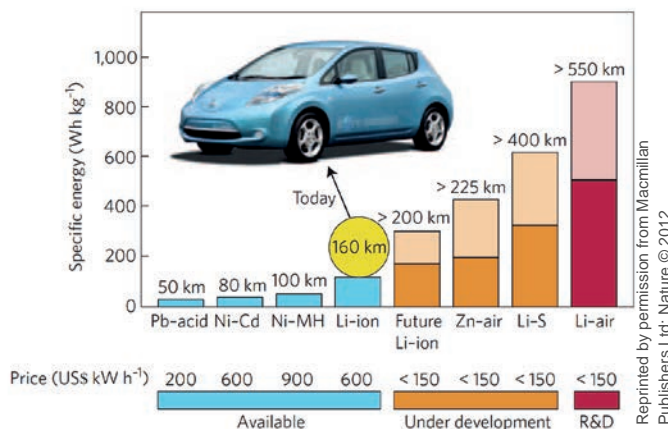 1,000
800
600
400
200
0
Specific energy (Wh kg⁻¹)
> 550 km
> 400 km
> 225 km
> 200 km
Today
160 km
100 km
80 km
50 km
Pb-acid Ni-Cd Ni-MH Li-ion Future Zn-air Li-S Li-air
Li-ion
Price (US$ kW h⁻¹) 200 600 900 600 < 150 < 150 < 150 < 150
Available Under development R&D
Reprinted by permission from Macmillan
Publishers Ltd: Nature © 2012